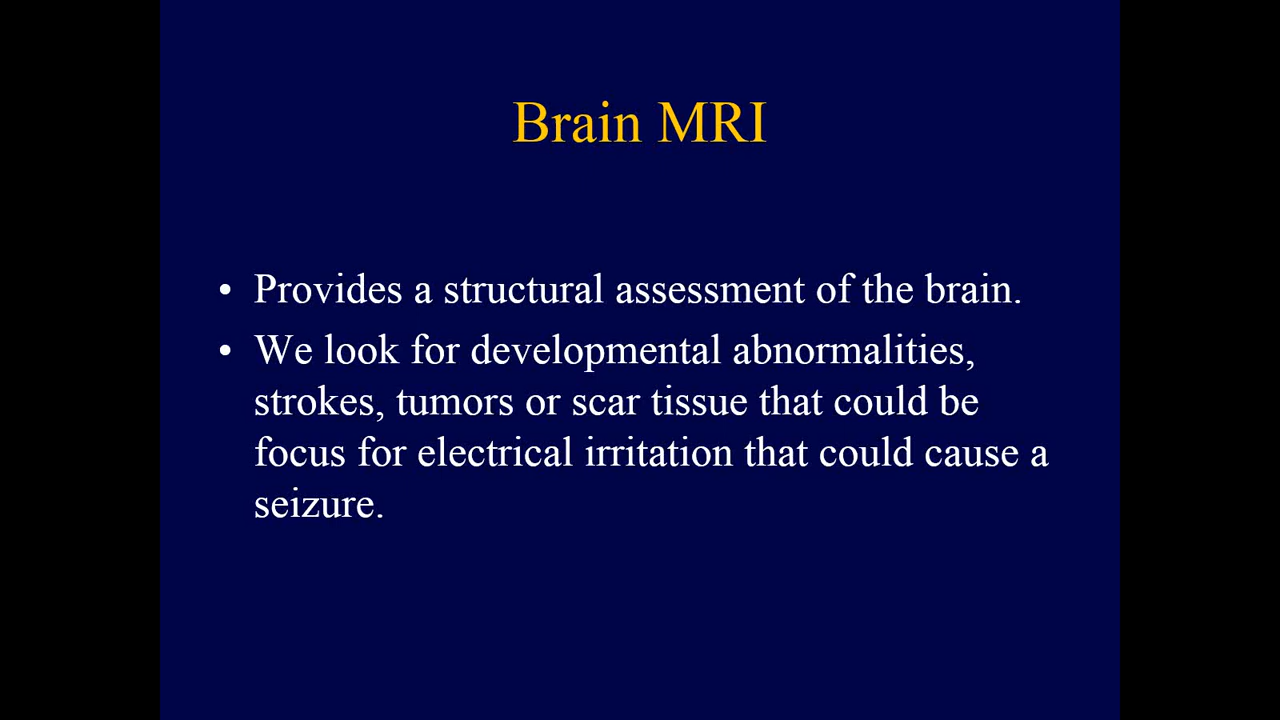 Brain MRI
• Provides a structural assessment of the brain.
• We look for developmental abnormalities,
strokes, tumors or scar tissue that could be
focus for electrical irritation that could cause a
seizure.